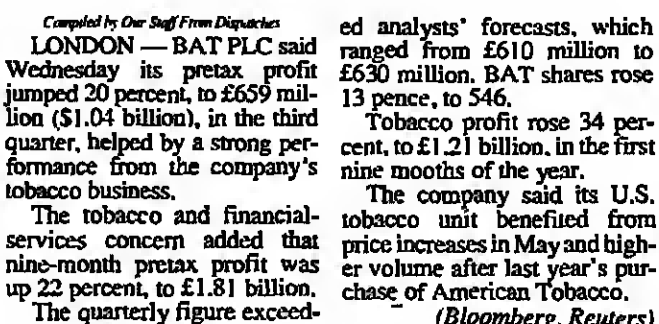 Compiled by Our Staff From Dispatches
LONDON — BAT PLC said
Wednesday its pretax profit
jumped 20 percent, to £659 mil-
lion ($1.04 billion), in the third
quarter, helped by a strong per-
formance from the company's
tobacco business.
The tobacco and financial-
services concern added that
nine-month pretax profit was
up 22 percent, to £1.81 billion.
The quarterly figure exceed-
ed analysts' forecasts, which
ranged from £610 million to
£630 million. BAT shares rose
13 pence, to 546.
Tobacco profit rose 34 per-
cent, to £1.21 billion, in the first
nine months of the year.
The company said its U.S.
tobacco unit benefited from
price increases in May and high-
er volume after last year's pur-
chase of American Tobacco.
(Bloomberg, Reuters)